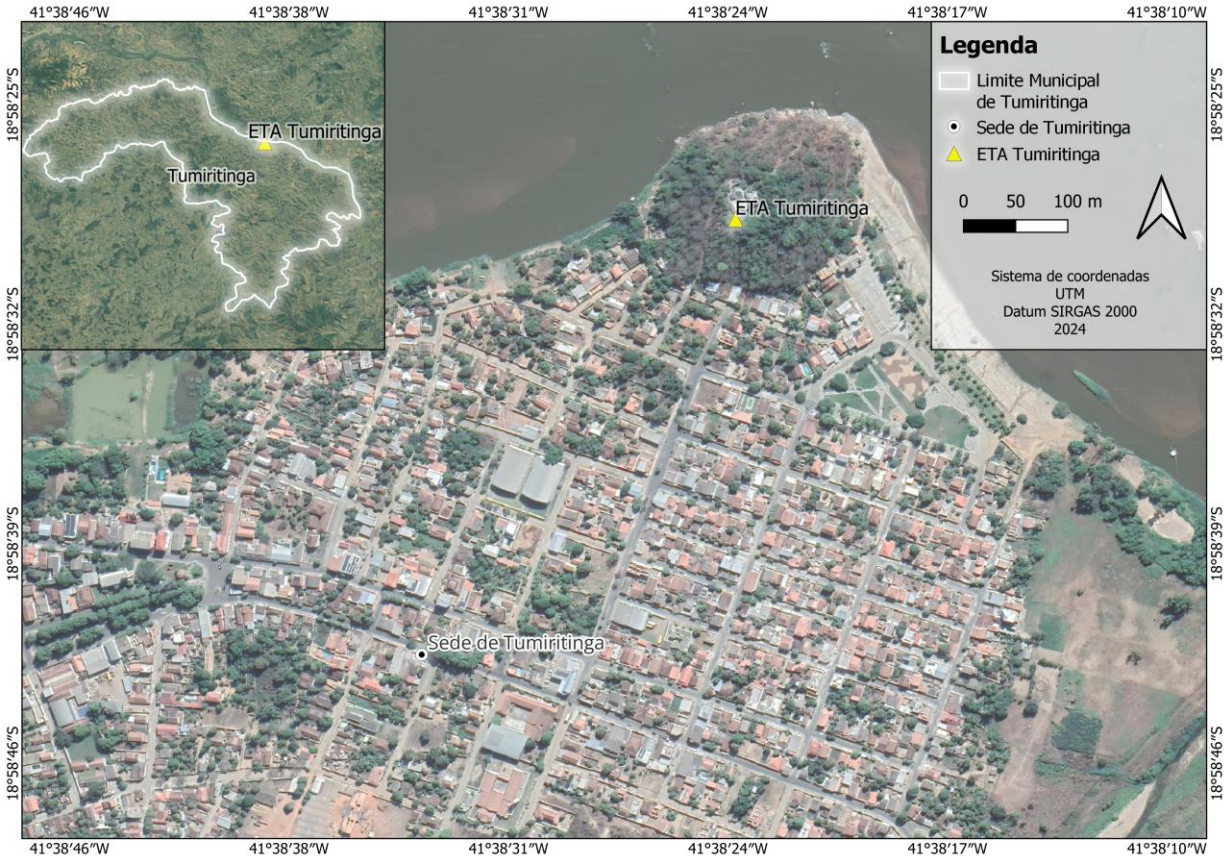 41°38'46"W 41°38'38"W 41°38'31"W 41°38'24"W 41°38'17"W 41°38'10"W
18°58'25"S
18°58'32"S
18°58'39"S
18°58'46"S
ETA Tumiritinga
Tumiritinga
Legenda
Limite Municipal
de Tumiritinga
Sede de Tumiritinga
ETA Tumiritinga
0 50 100 m
Sistema de coordenadas
UTM
Datum SIRGAS 2000
2024
ETA Tumiritinga
Sede de Tumiritinga
18°58'25"S
18°58'32"S
18°58'39"S
18°58'46"S
41°38'46"W 41°38'38"W 41°38'31"W 41°38'24"W 41°38'17"W 41°38'10"W